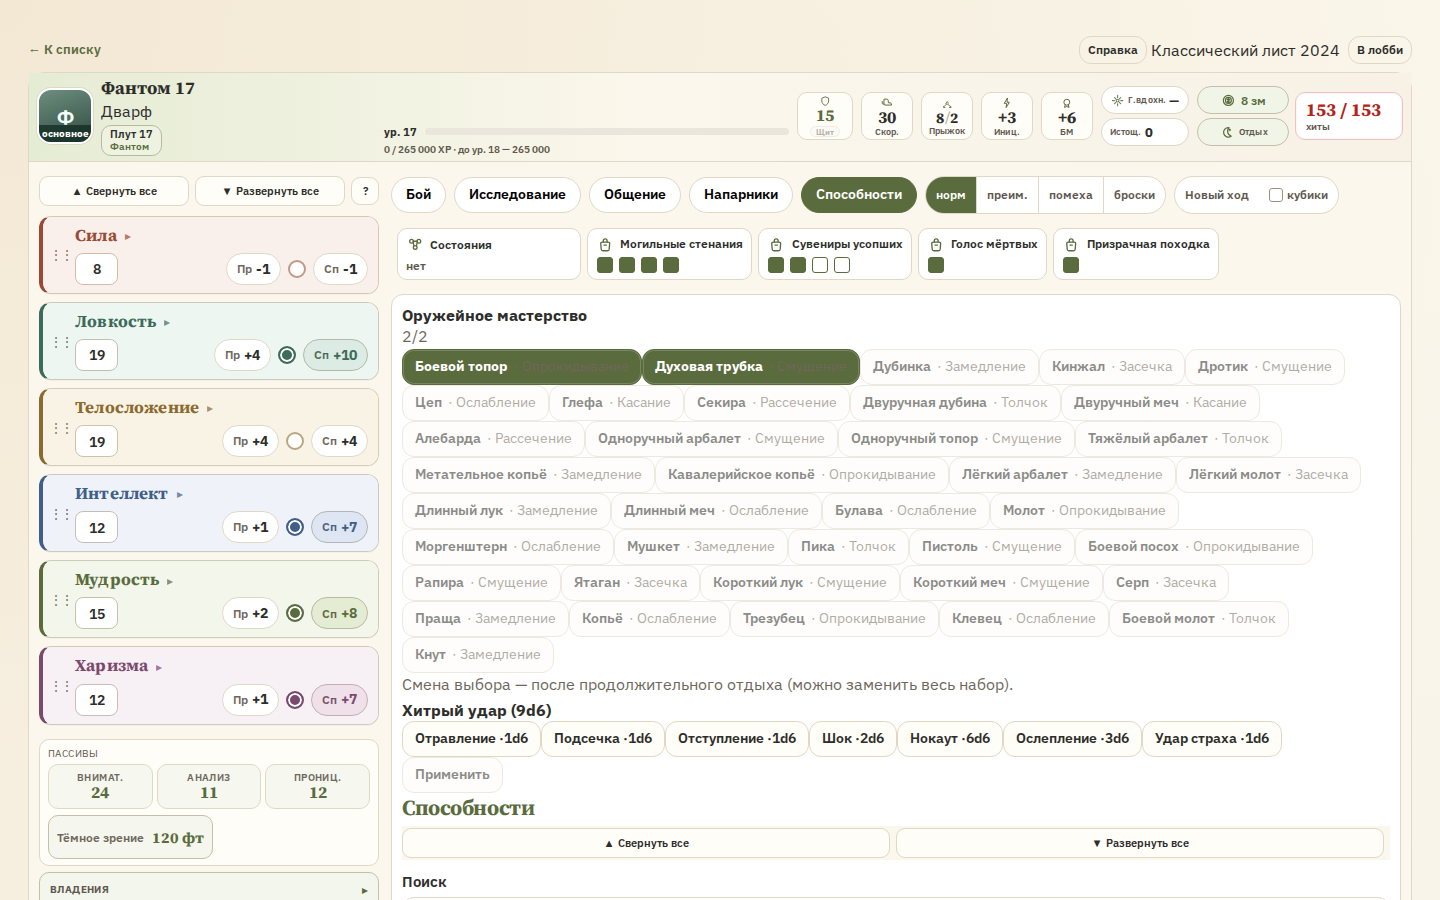 ← К списку
Справка Классический лист 2024 В лобби
Ф
основное
Фантом 17
Дварф
Плут 17
Фантом
ур. 17
0 / 265 000 XP · до ур. 18 — 265 000
15
Щит
30
Скор.
8/2
Прыжок
+3
Иниц.
+6
БМ
Г.вдохн. —
Истощ. 0
8 зм
Отдых
153 / 153
хиты
▲ Свернуть все ▼ Развернуть все ?
Сила ▸
8 Пр -1 Сп -1
Ловкость ▸
19 Пр +4 Сп +10
Телосложение ▸
19 Пр +4 Сп +4
Интеллект ▸
12 Пр +1 Сп +7
Мудрость ▸
15 Пр +2 Сп +8
Харизма ▸
12 Пр +1 Сп +7
ПАССИВЫ
ВНИМАТ. АНАЛИЗ ПРОНИЦ.
24 11 12
Тёмное зрение 120 фт
ВЛАДЕНИЯ ▸
Бой Исследование Общение Напарники Способности норм преим. помеха броски Новый ход кубики
Состояния
нет
Могильные стенания
Сувениры усопших
Голос мёртвых
Призрачная походка
Оружейное мастерство
2/2
Боевой топор · Опрокидывание Духовая трубка · Смущение Дубинка · Замедление Кинжал · Засечка Дротик · Смущение
Цеп · Ослабление Глефа · Касание Секира · Рассечение Двуручная дубина · Толчок Двуручный меч · Касание
Алебарда · Рассечение Одноручный арбалет · Смущение Одноручный топор · Смущение Тяжёлый арбалет · Толчок
Метательное копьё · Замедление Кавалерийское копьё · Опрокидывание Лёгкий арбалет · Замедление Лёгкий молот · Засечка
Длинный лук · Замедление Длинный меч · Ослабление Булава · Ослабление Молот · Опрокидывание
Моргенштерн · Ослабление Мушкет · Замедление Пика · Толчок Пистоль · Смущение Боевой посох · Опрокидывание
Рапира · Смущение Ятаган · Засечка Короткий лук · Смущение Короткий меч · Смущение Серп · Засечка
Праща · Замедление Копьё · Ослабление Трезубец · Опрокидывание Клевец · Ослабление Боевой молот · Толчок
Кнут · Замедление
Смена выбора — после продолжительного отдыха (можно заменить весь набор).
Хитрый удар (9d6)
Отравление ·1d6 Подсечка ·1d6 Отступление ·1d6 Шок ·2d6 Нокаут ·6d6 Ослепление ·3d6 Удар страха ·1d6
Применить
Способности
▲ Свернуть все ▼ Развернуть все
Поиск